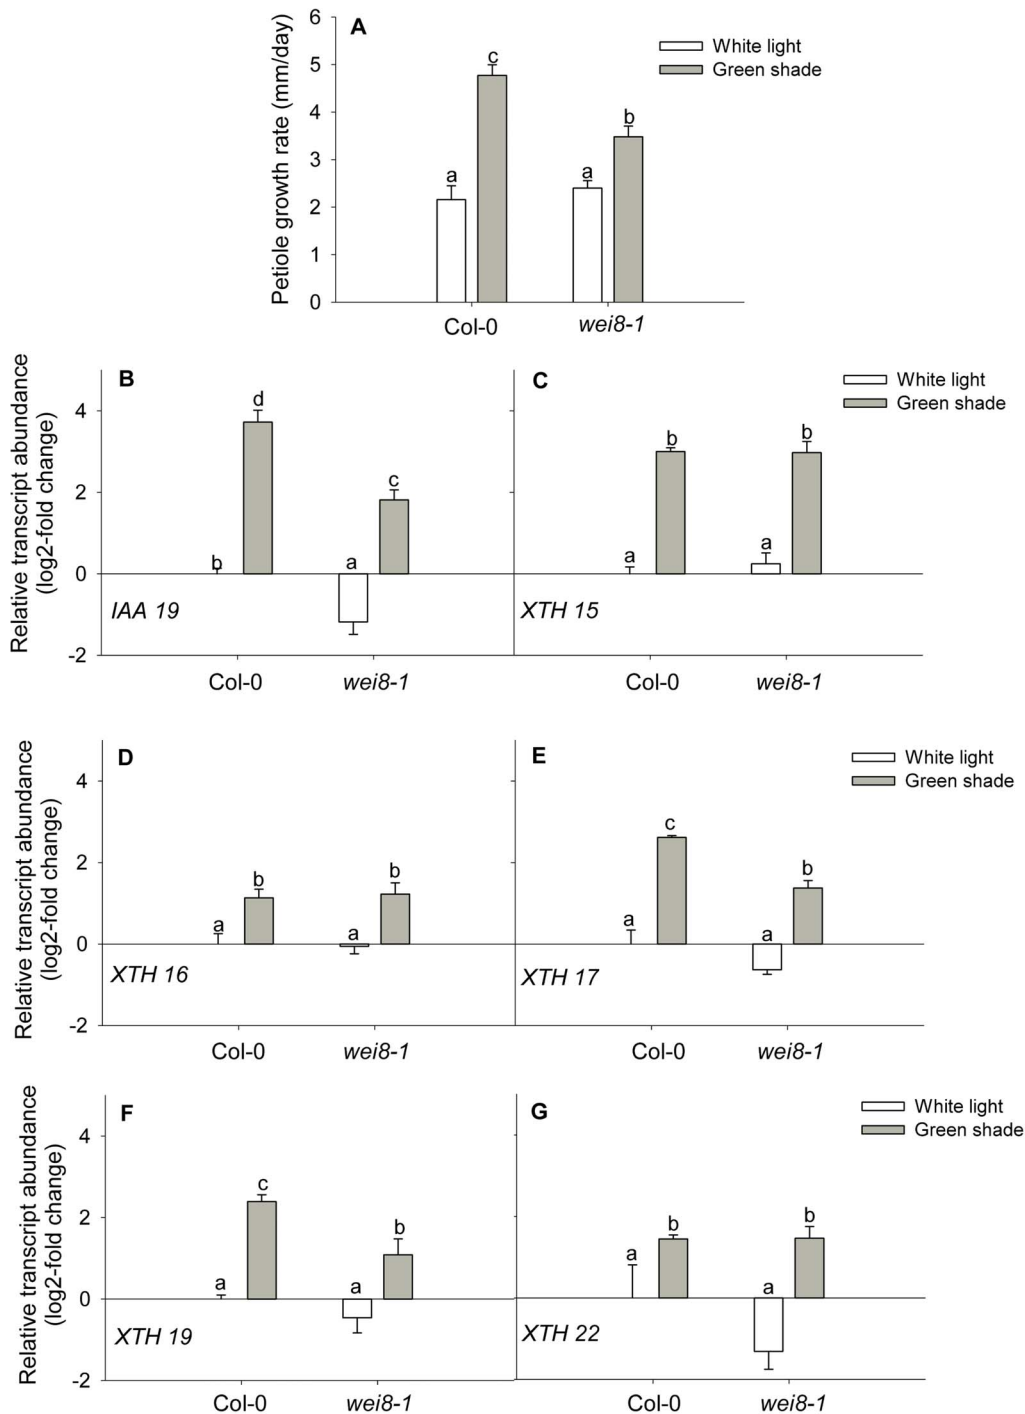 A
White light
Green shade
Petiole growth rate (mm/day)
6
5
4
3
2
1
0
a
c
a
b
Col-0
wei8-1
B
C
White light
Green shade
Relative transcript abundance
(log2-fold change)
4
2
0
-2
b
d
a
c
a
b
a
b
IAA 19
XTH 15
Col-0
wei8-1
Col-0
wei8-1
D
E
White light
Green shade
Relative transcript abundance
(log2-fold change)
4
2
0
-2
a
b
a
b
a
c
a
b
XTH 16
XTH 17
Col-0
wei8-1
Col-0
wei8-1
F
G
White light
Green shade
Relative transcript abundance
(log2-fold change)
4
2
0
-2
a
c
a
b
a
b
a
b
XTH 19
XTH 22
Col-0
wei8-1
Col-0
wei8-1